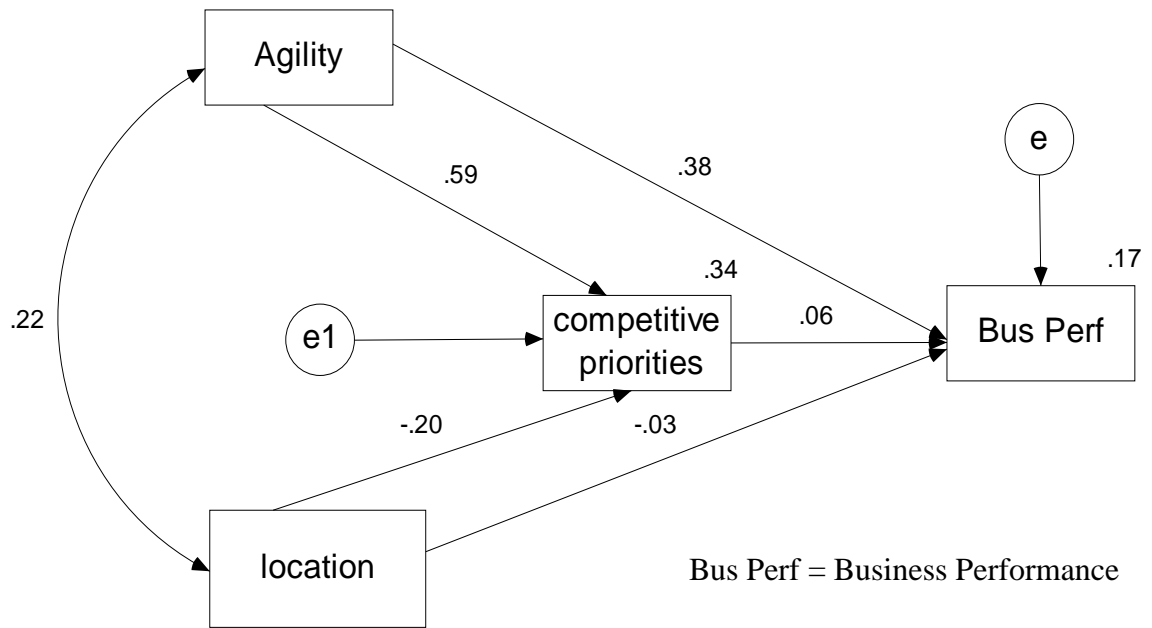 Agility
e
.59
.38
.34
.17
.22
e1
competitive
priorities
.06
Bus Perf
-.20
-.03
location
Bus Perf = Business Performance